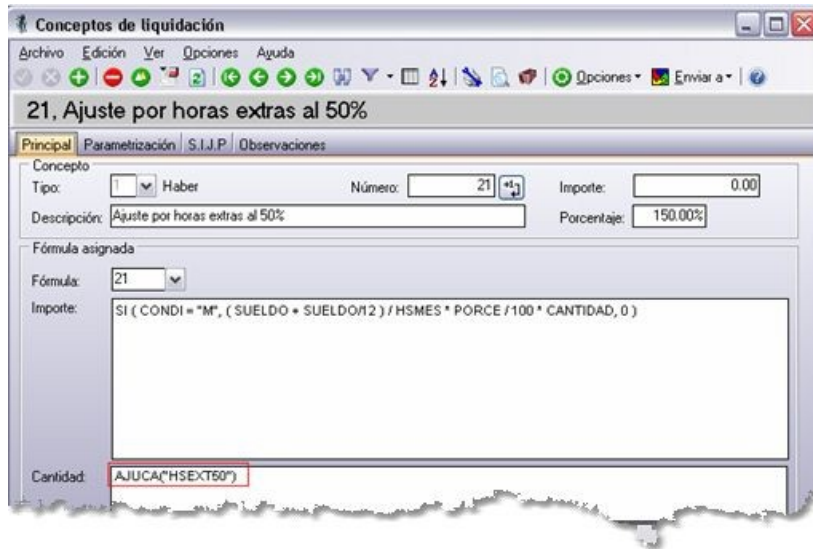 Conceptos de liquidación
Archivo Edición Ver Opciones Ayuda
Opciones Enviar a
21, Ajuste por horas extras al 50%
Principal Parametrización S.I.J.P Observaciones
Concepto
Tipo: 1 Haber Número: 21 +1 Importe: 0.00
Descripción: Ajuste por horas extras al 50% Porcentaje: 150.00%
Fórmula asignada
Fórmula: 21
Importe: SI ( CONDI = "M", ( SUELDO + SUELDO/12 ) / HSMES * PORCE / 100 * CANTIDAD, 0 )
Cantidad: AJUCA("HSEXT50")